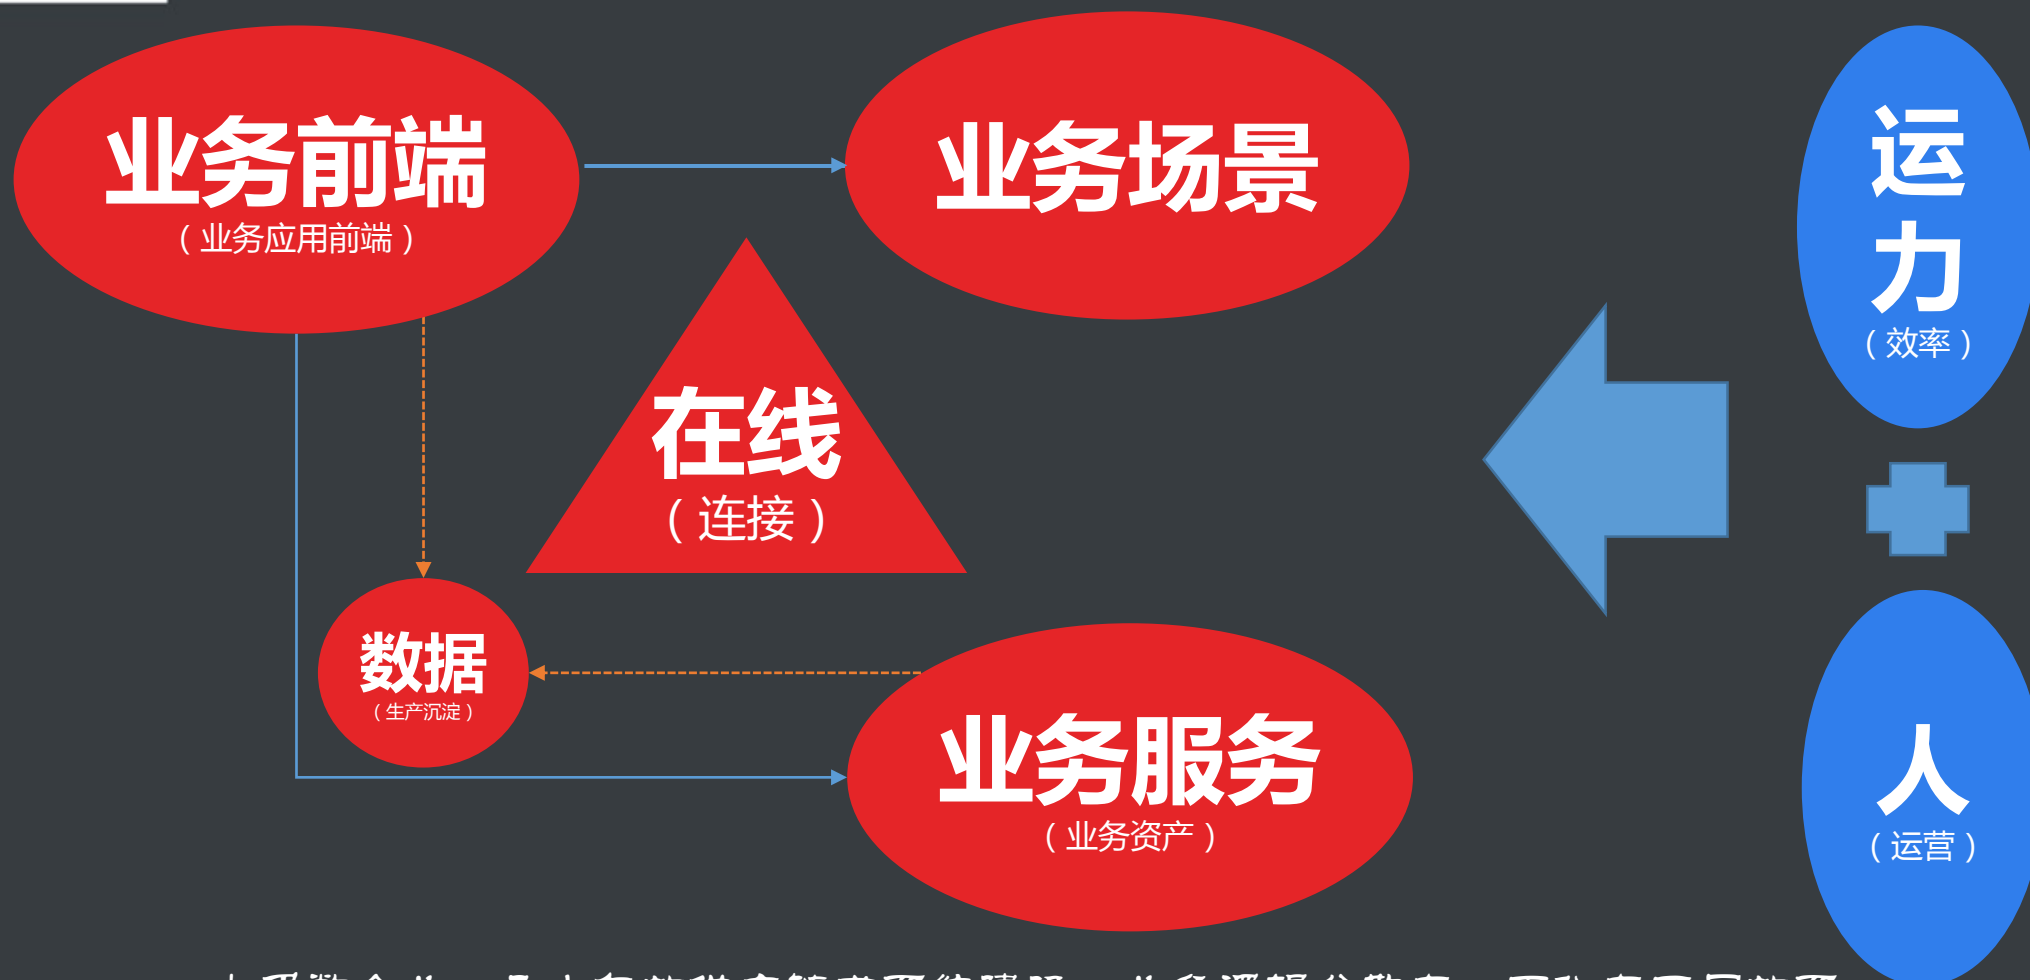 业务前端
（业务应用前端）
业务场景
在线
（连接）
数据
（生产沉淀）
业务服务
（业务资产）
运
力
（效率）
人
（运营）